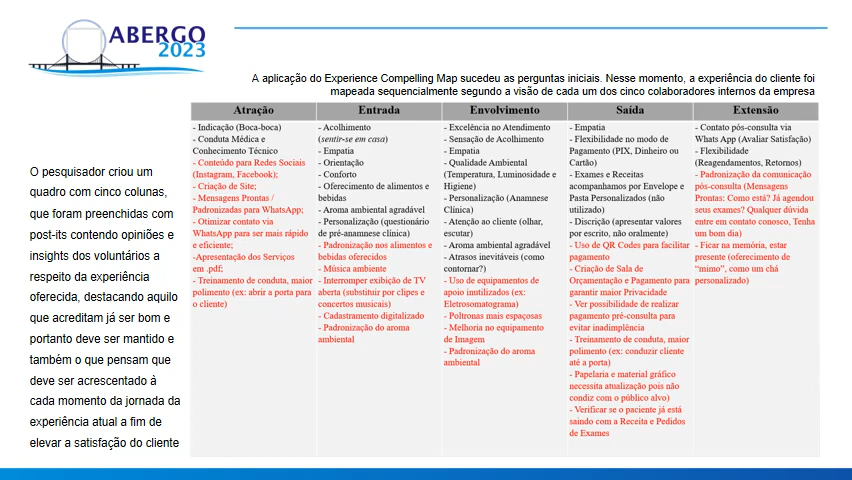 ABERGO
2023
A aplicação do Experience Compelling Map sucedeu as perguntas iniciais. Nesse momento, a experiência do cliente foi
mapeada sequencialmente segundo a visão de cada um dos cinco colaboradores internos da empresa
O pesquisador criou um
quadro com cinco colunas,
que foram preenchidas com
post-its contendo opiniões e
insights dos voluntários a
respeito da experiência
oferecida, destacando aquilo
que acreditam já ser bom e
portanto deve ser mantido e
também o que pensam que
deve ser acrescentado à
cada momento da jornada da
experiência atual a fim de
elevar a satisfação do cliente
Atração
- Indicação (Boca-boca)
- Conduta Médica e
Conhecimento Técnico
- Conteúdo para Redes Sociais
(Instagram, Facebook);
- Criação de Site;
- Mensagens Prontas /
Padronizadas para WhatsApp;
- Otimizar contato via
WhatsApp para ser mais rápido
e eficiente;
-Apresentação dos Serviços
em .pdf;
- Treinamento de conduta, maior
polimento (ex: abrir a porta para
o cliente)
Entrada
- Acolhimento
(sentir-se em casa)
- Empatia
- Orientação
- Conforto
- Oferecimento de alimentos e
bebidas
- Aroma ambiental agradável
- Personalização (questionário
de pré-anamnese clínica)
- Padronização nos alimentos e
bebidas oferecidos
- Música ambiente
- Interromper exibição de TV
aberta (substituir por clipes e
concertos musicais)
- Cadastramento digitalizado
- Padronização do aroma
ambiental
Envolvimento
- Excelência no Atendimento
- Sensação de Acolhimento
- Empatia
- Qualidade Ambiental
(Temperatura, Luminosidade e
Higiene)
- Personalização (Anamnese
Clínica)
- Atenção ao cliente (olhar,
escutar)
- Aroma ambiental agradável
- Atrasos inevitáveis (como
contornar?)
- Uso de equipamentos de
apoio inutilizados (ex:
Eletrosomatograma)
- Poltronas mais espaçosas
- Melhoria no equipamento
de Imagem
- Padronização do aroma
ambiental
Saída
- Empatia
- Flexibilidade no modo de
Pagamento (PIX, Dinheiro ou
Cartão)
- Exames e Receitas
acompanhamos por Envelope e
Pasta Personalizados (não
utilizado)
- Discrição (apresentar valores
por escrito, não oralmente)
- Uso de QR Codes para facilitar
pagamento
- Criação de Sala de
Orçamentação e Pagamento para
garantir maior Privacidade
- Ver possibilidade de realizar
pagamento pré-consulta para
evitar inadimplência
- Treinamento de conduta, maior
polimento (ex: conduzir cliente
até a porta)
- Papelaria e material gráfico
necessita atualização pois não
condiz com o público alvo)
- Verificar se o paciente já está
saindo com a Receita e Pedidos
de Exames
Extensão
- Contato pós-consulta via
Whats App (Avaliar Satisfação)
- Flexibilidade
(Reagendamentos, Retornos)
- Padronização da comunicação
pós-consulta (Mensagens
Prontas: Como está? Já agendou
seus exames? Qualquer dúvida
entre em contato conosco, Tenha
um bom dia)
- Ficar na memória, estar
presente (oferecimento de
“mimo”, como um chá
personalizado)